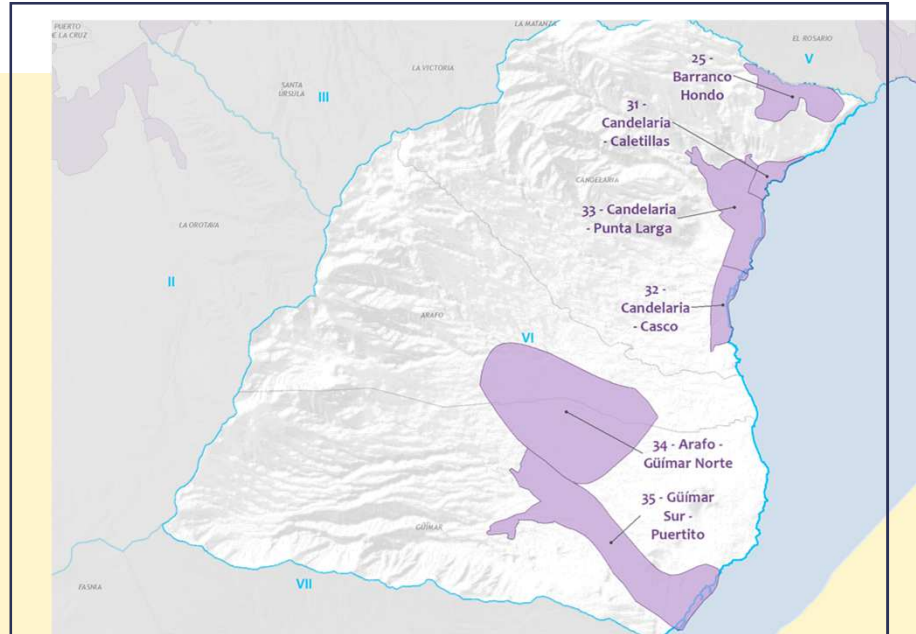 PUERTO
DE LA CRUZ
LA MATANZA
EL ROSARIO
V
25 -
Barranco
Hondo
LA VICTORIA
SANTA
ÚRSULA
III
31 -
Candelaria
- Caletillas
CANDELARIA
33 - Candelaria
- Punta Larga
LA OROTAVA
II
32 -
Candelaria
- Casco
ARAFO
VI
34 - Arafo -
Güímar Norte
35 - Güímar
Sur -
Puertito
GÜÍMAR
FASNIA
VII